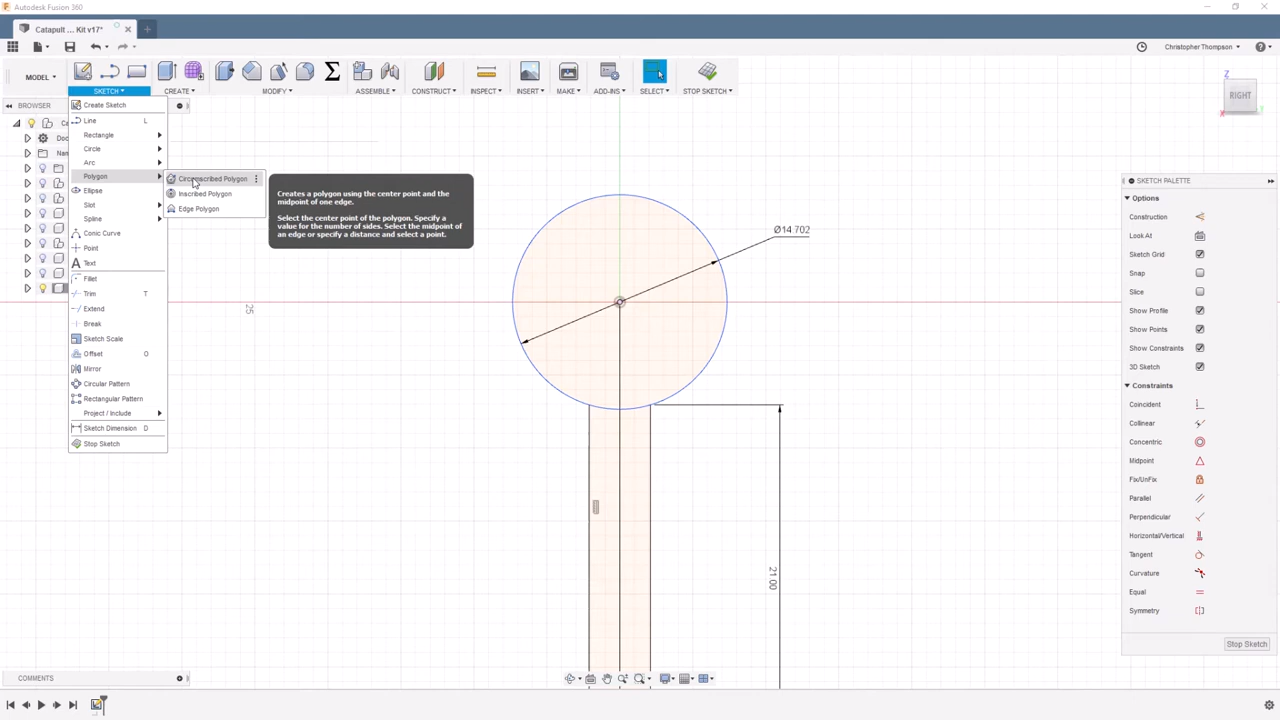 Autodesk Fusion 360
Catapult ... Kit v17*
Christopher Thompson
MODEL
SKETCH
CREATE
MODIFY
ASSEMBLE
CONSTRUCT
INSPECT
INSERT
MAKE
ADD-INS
SELECT
STOP SKETCH
BROWSER
Create Sketch
Line L
Rectangle
Circle
Arc
Polygon
Ellipse
Slot
Spline
Conic Curve
Point
Text
Fillet
Trim T
Extend
Break
Sketch Scale
Offset O
Mirror
Circular Pattern
Rectangular Pattern
Project / Include
Sketch Dimension D
Stop Sketch
Ca
Doc
Nam
Circumscribed Polygon
Inscribed Polygon
Edge Polygon
Creates a polygon using the center point and the
midpoint of one edge.
Select the center point of the polygon. Specify a
value for the number of sides. Select the midpoint of
an edge or specify a distance and select a point.
Ø14.702
25
21.00
Z
RIGHT
X
Y
SKETCH PALETTE
Options
Construction
Look At
Sketch Grid
Snap
Slice
Show Profile
Show Points
Show Constraints
3D Sketch
Constraints
Coincident
Collinear
Concentric
Midpoint
Fix/UnFix
Parallel
Perpendicular
Horizontal/Vertical
Tangent
Curvature
Equal
Symmetry
Stop Sketch
COMMENTS